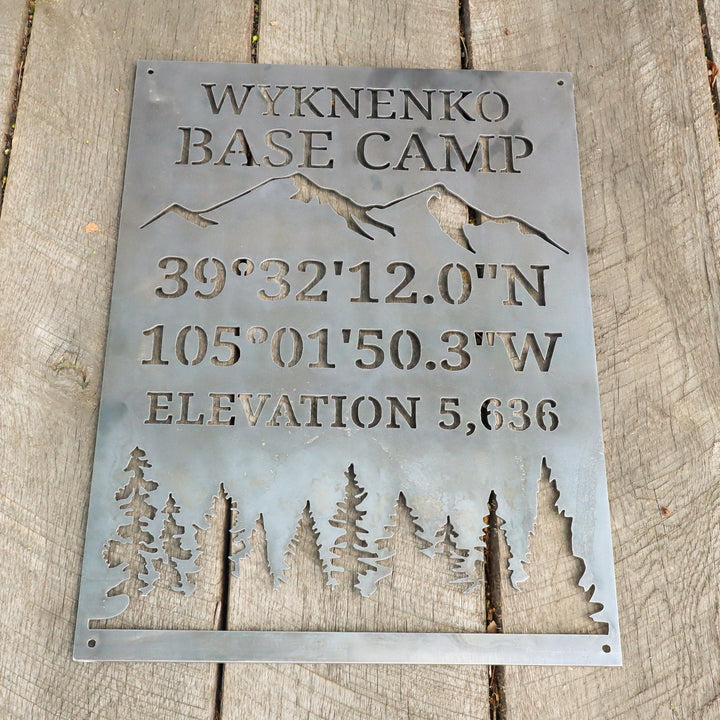 WYKNENKO
BASE CAMP
39°32'12.0"N
105°01'50.3"W
ELEVATION 5,636